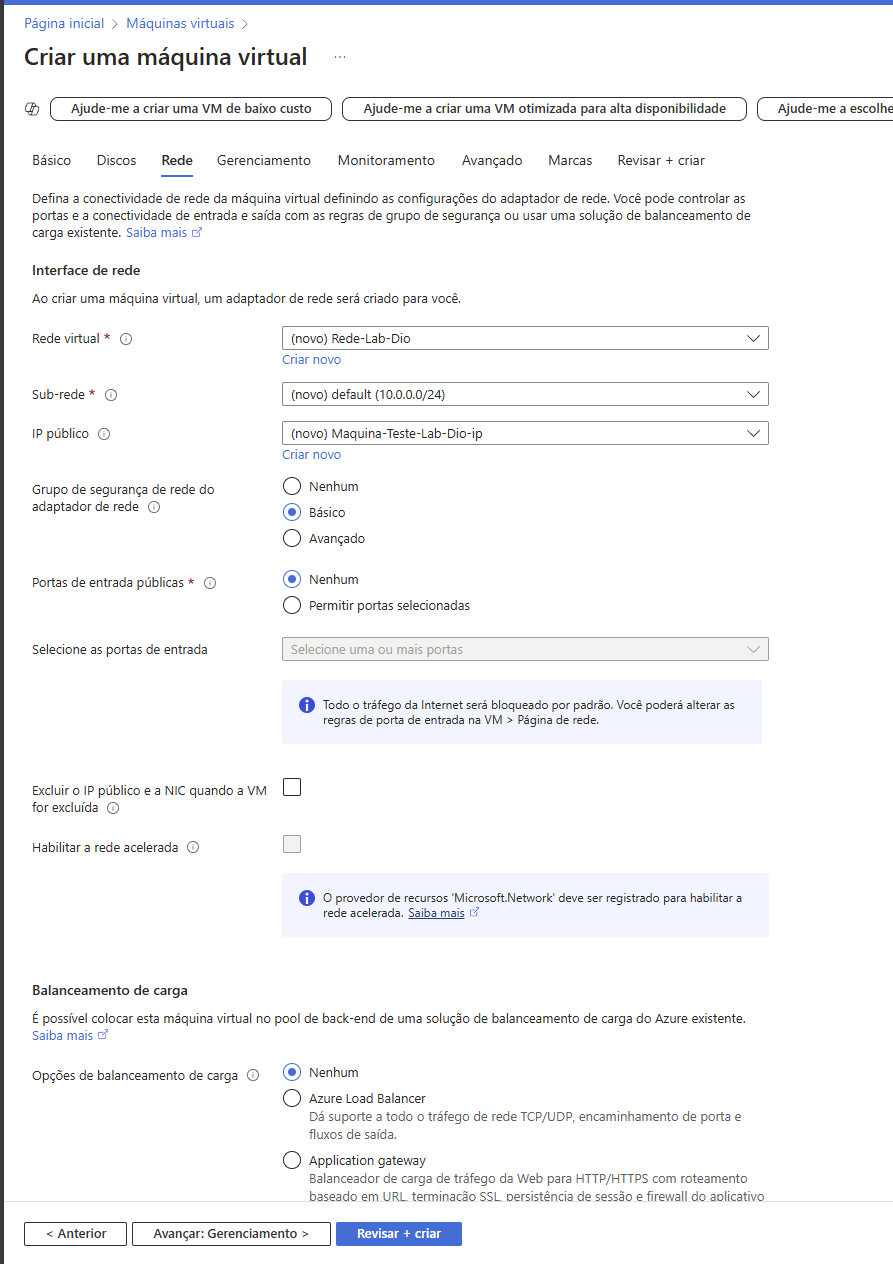 Página inicial > Máquinas virtuais >
Criar uma máquina virtual ...
Ajude-me a criar uma VM de baixo custo
Ajude-me a criar uma VM otimizada para alta disponibilidade
Ajude-me a escolhe
Básico Discos Rede Gerenciamento Monitoramento Avançado Marcas Revisar + criar
Defina a conectividade de rede da máquina virtual definindo as configurações do adaptador de rede. Você pode controlar as
portas e a conectividade de entrada e saída com as regras de grupo de segurança ou usar uma solução de balanceamento de
carga existente. Saiba mais
Interface de rede
Ao criar uma máquina virtual, um adaptador de rede será criado para você.
Rede virtual *
(novo) Rede-Lab-Dio
Criar novo
Sub-rede *
(novo) default (10.0.0.0/24)
IP público
(novo) Maquina-Teste-Lab-Dio-ip
Criar novo
Grupo de segurança de rede do
adaptador de rede
Nenhum
Básico
Avançado
Portas de entrada públicas *
Nenhum
Permitir portas selecionadas
Selecione as portas de entrada
Selecione uma ou mais portas
Todo o tráfego da Internet será bloqueado por padrão. Você poderá alterar as
regras de porta de entrada na VM > Página de rede.
Excluir o IP público e a NIC quando a VM
for excluída
Habilitar a rede acelerada
O provedor de recursos 'Microsoft.Network' deve ser registrado para habilitar a
rede acelerada. Saiba mais
Balanceamento de carga
É possível colocar esta máquina virtual no pool de back-end de uma solução de balanceamento de carga do Azure existente.
Saiba mais
Opções de balanceamento de carga
Nenhum
Azure Load Balancer
Dá suporte a todo o tráfego de rede TCP/UDP, encaminhamento de porta e
fluxos de saída.
Application gateway
Balanceador de carga de tráfego da Web para HTTP/HTTPS com roteamento
baseado em URL, terminação SSL, persistência de sessão e firewall do aplicativo
< Anterior
Avançar: Gerenciamento >
Revisar + criar